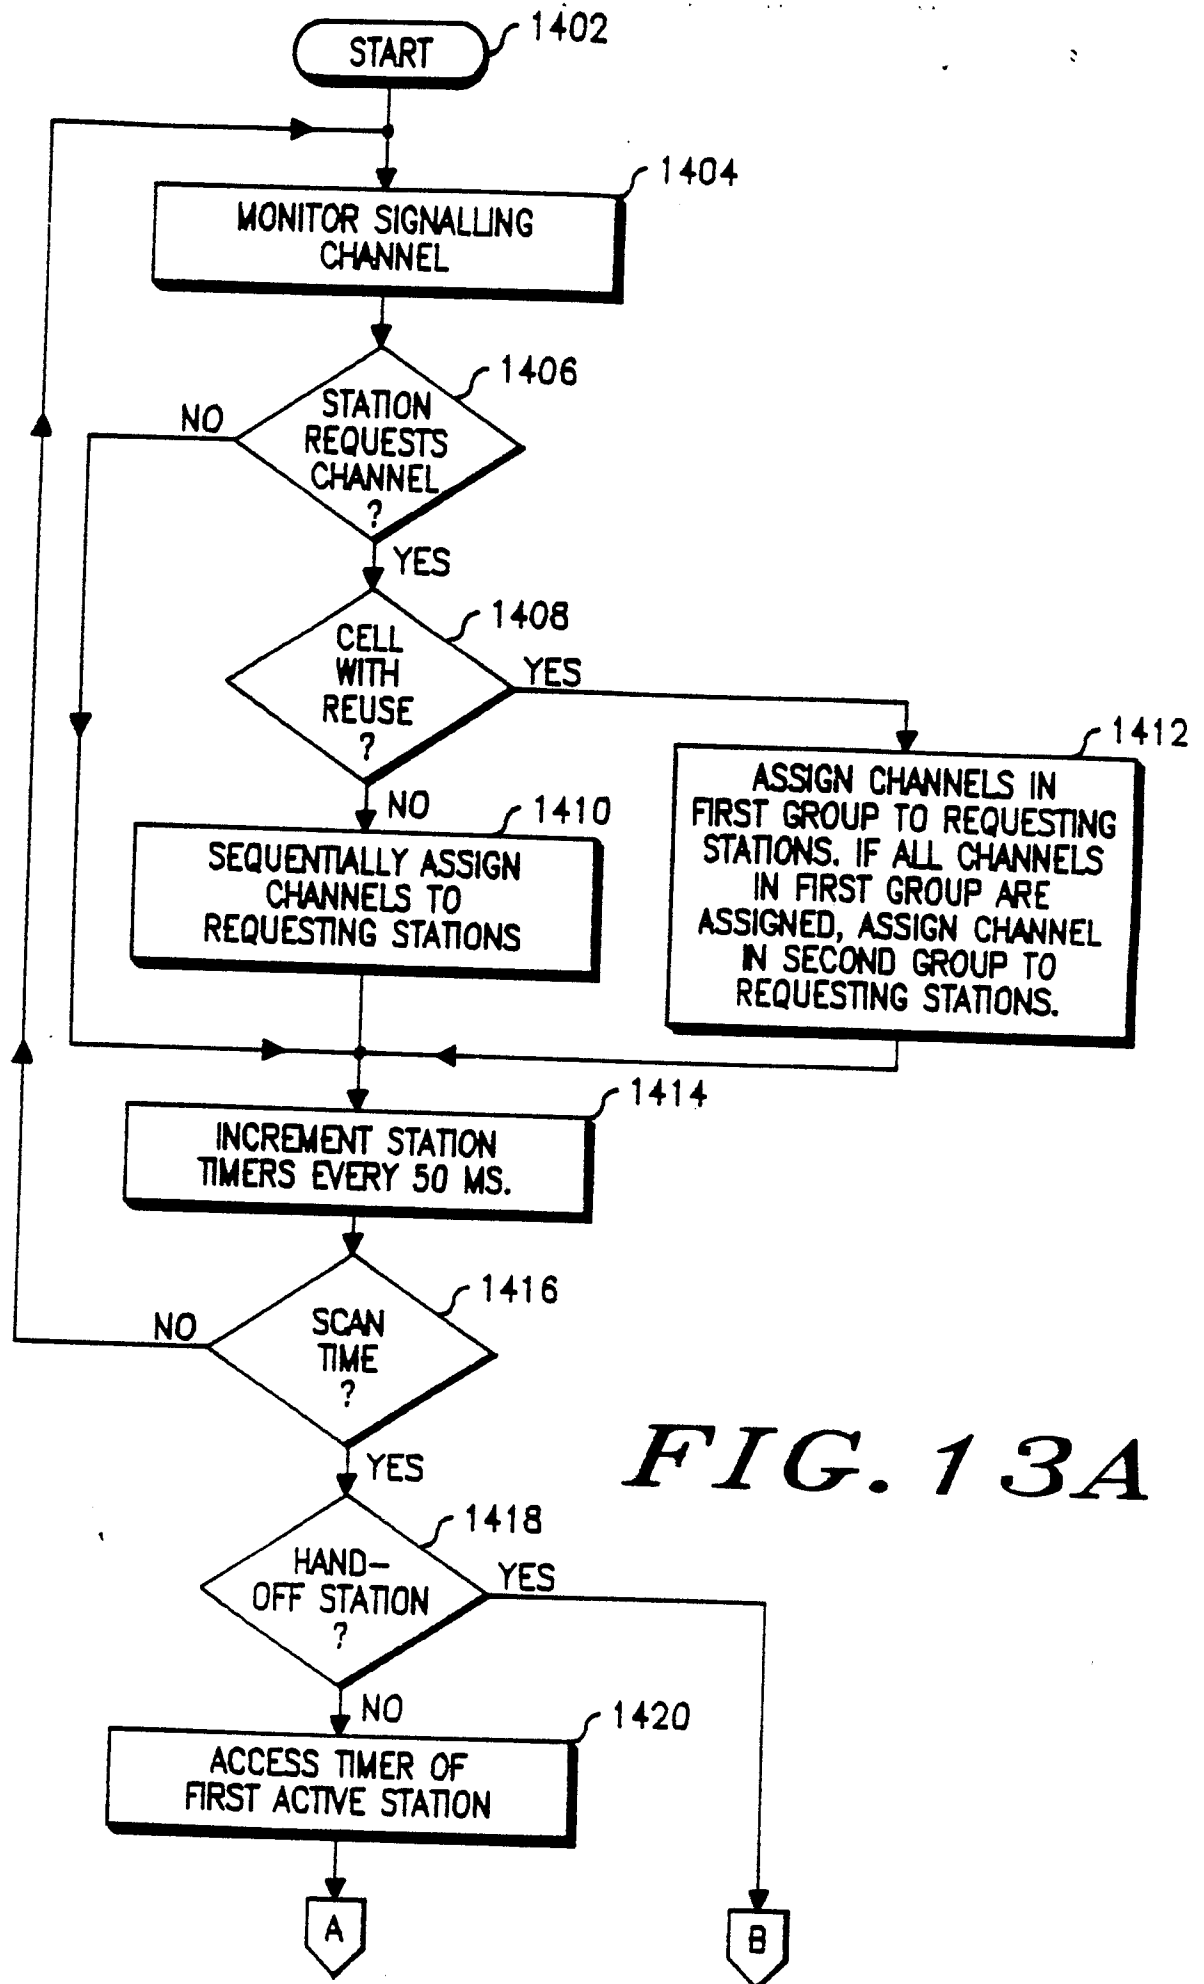 START
1402
1404
MONITOR SIGNALLING
CHANNEL
1406
STATION
REQUESTS
CHANNEL
?
NO
YES
1408
CELL
WITH
REUSE
?
YES
NO
1410
SEQUENTIALLY ASSIGN
CHANNELS TO
REQUESTING STATIONS
1412
ASSIGN CHANNELS IN
FIRST GROUP TO REQUESTING
STATIONS. IF ALL CHANNELS
IN FIRST GROUP ARE
ASSIGNED, ASSIGN CHANNEL
IN SECOND GROUP TO
REQUESTING STATIONS.
1414
INCREMENT STATION
TIMERS EVERY 50 MS.
1416
SCAN
TIME
?
NO
YES
FIG. 13A
1418
HAND-
OFF STATION
?
YES
NO
1420
ACCESS TIMER OF
FIRST ACTIVE STATION
A
B